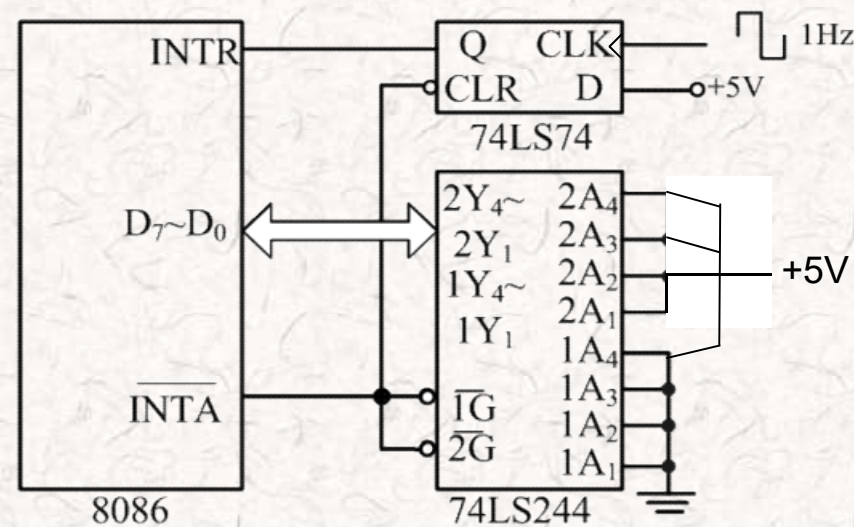 INTR
Q CLK
1Hz
CLR D
+5V
74LS74
D₇~D₀
2Y₄~ 2A₄
2Y₁ 2A₃
1Y₄~ 2A₂
+5V
1Y₁ 2A₁
1A₄
1A₃
INTA
1G
1A₂
2G
1A₁
8086
74LS244